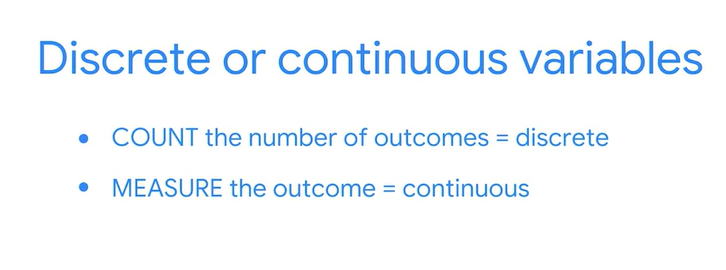 Discrete or continuous variables
● COUNT the number of outcomes = discrete
● MEASURE the outcome = continuous